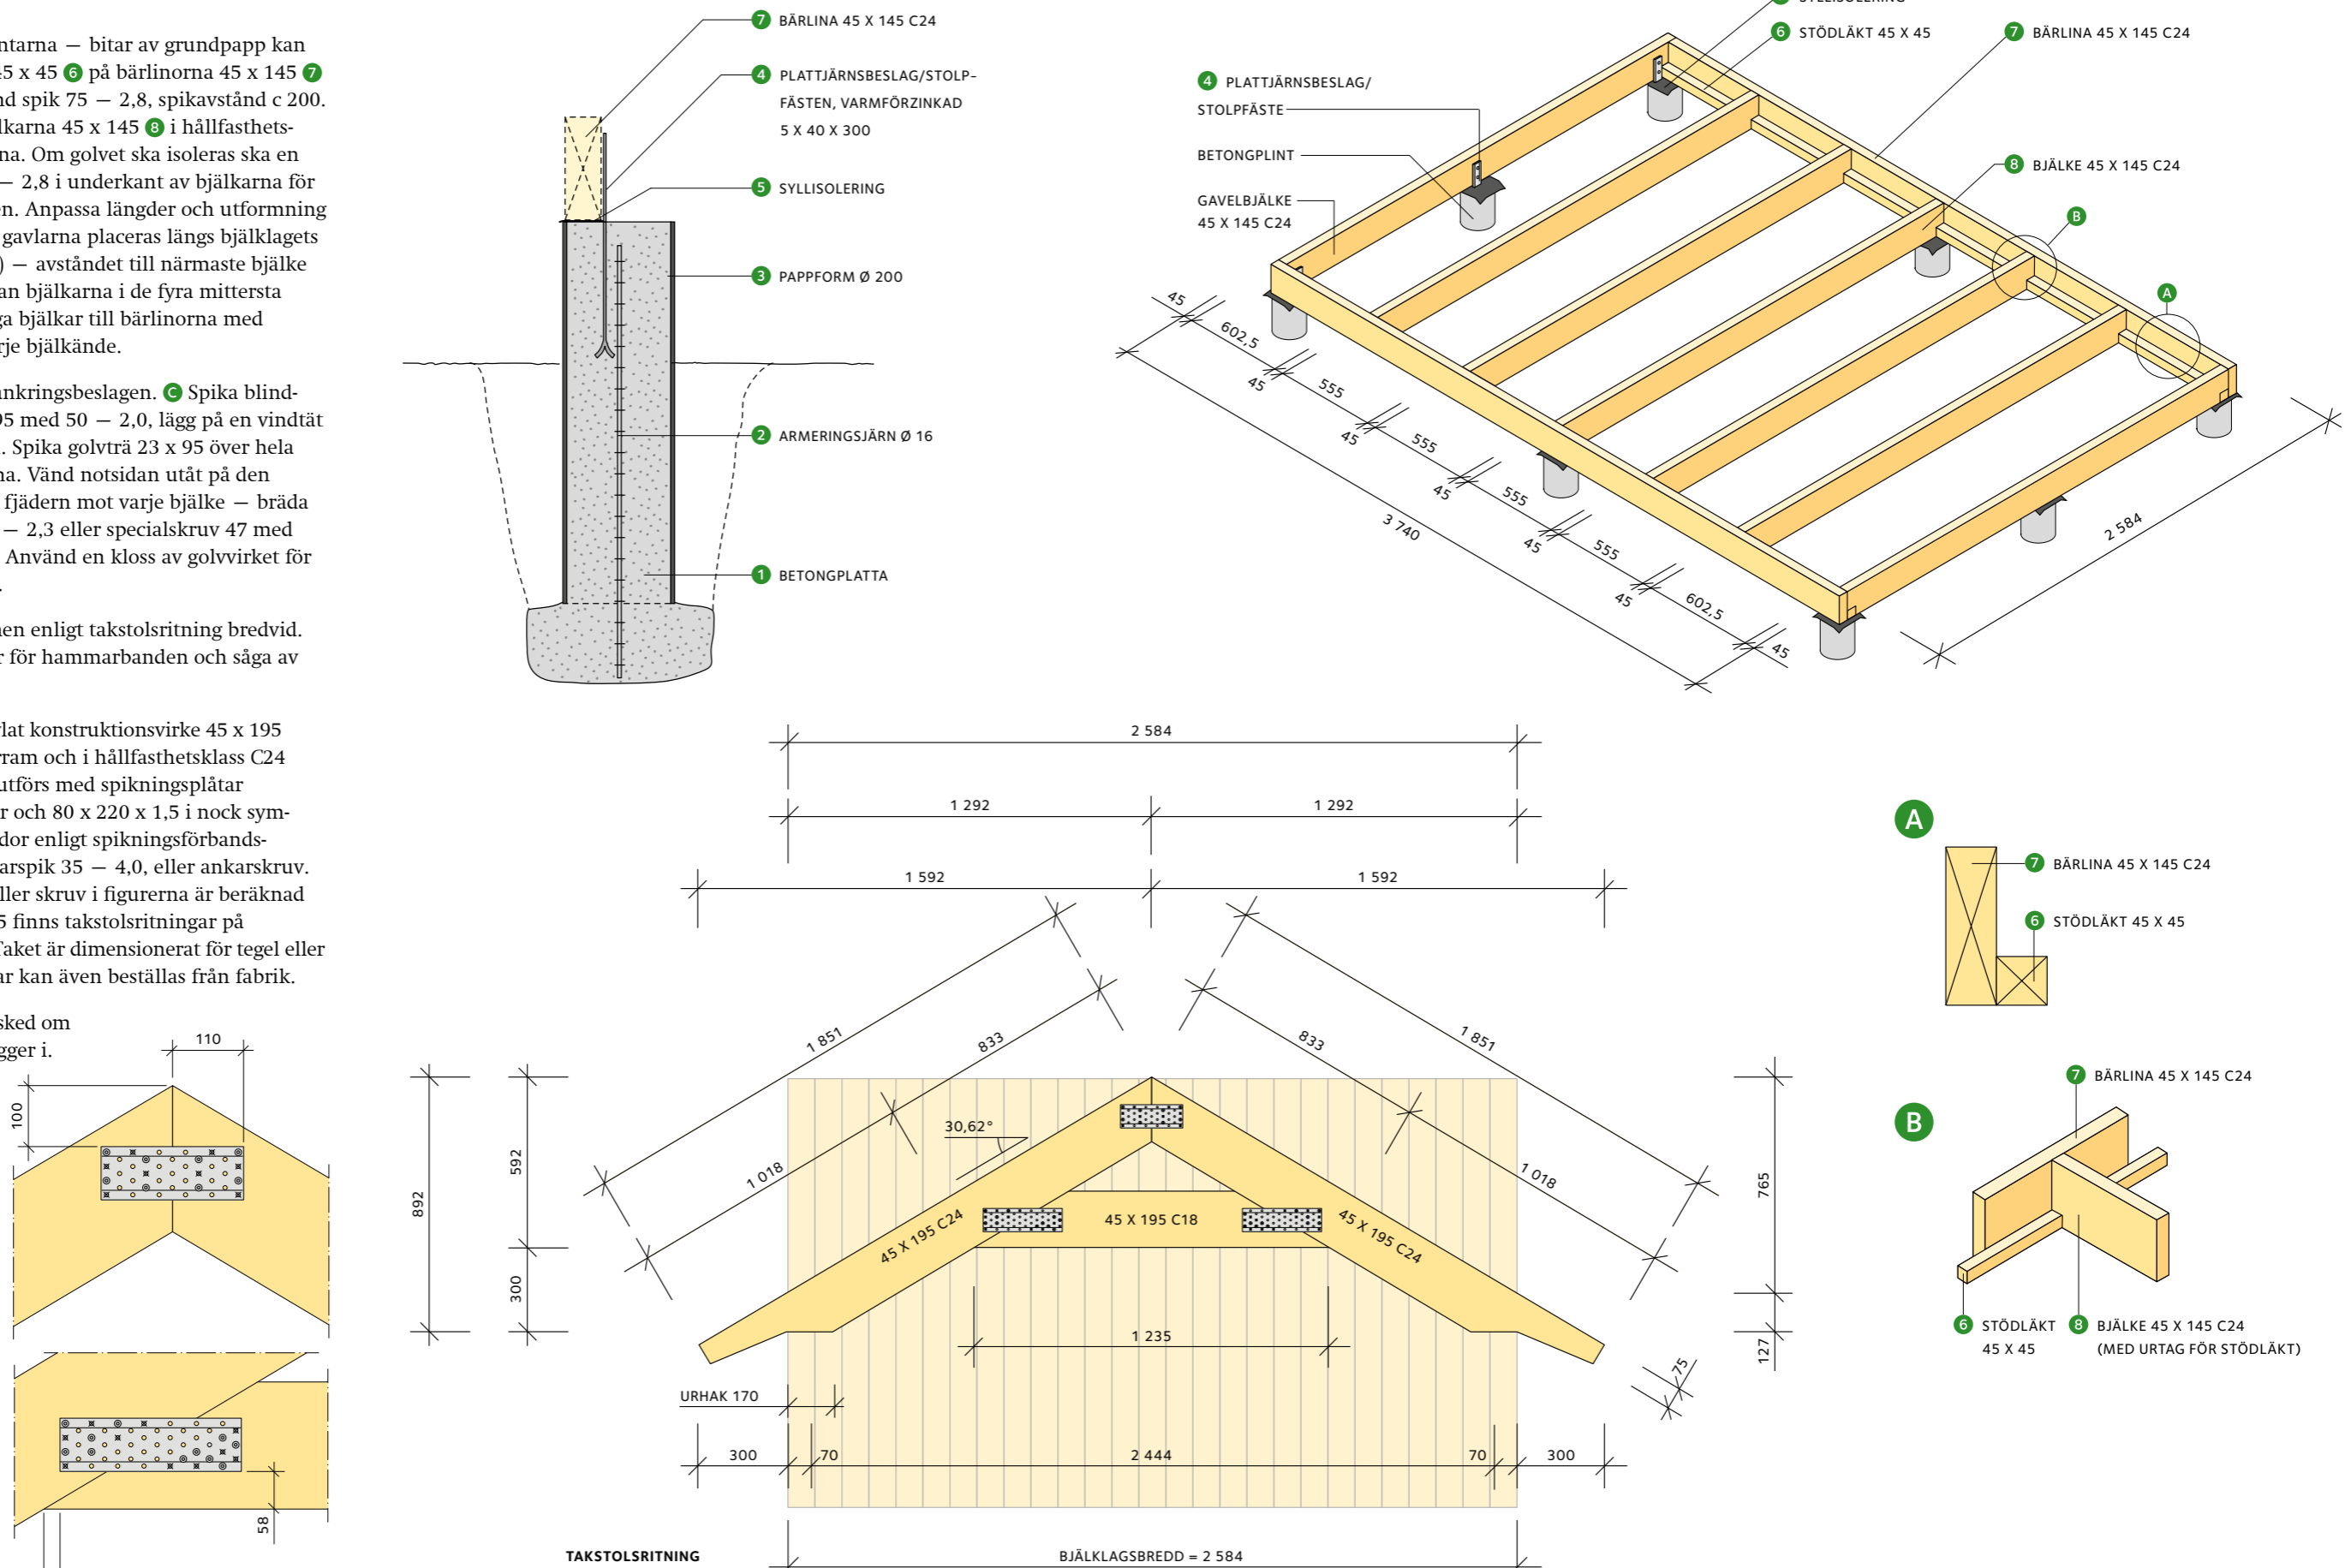 ntarna — bitar av grundpapp kan
45 x 45 6 på bärlinorna 45 x 145 7
nd spik 75 — 2,8, spikavstånd c 200.
lkarna 45 x 145 8 i hållfasthets-
na. Om golvet ska isoleras ska en
— 2,8 i underkant av bjälkarna för
en. Anpassa längder och utformning
gavlarna placeras längs bjälklagets
) — avståndet till närmaste bjälke
an bjälkarna i de fyra mittersta
ga bjälkar till bärlinorna med
rje bjälkände.
ankringsbeslagen. C Spika blind-
95 med 50 — 2,0, lägg på en vindtät
. Spika golvträ 23 x 95 över hela
na. Vänd notsidan utåt på den
fjädern mot varje bjälke — bräda
— 2,3 eller specialskruv 47 med
Använd en kloss av golvvirket för
.
nen enligt takstolsritning bredvid.
r för hammarbanden och såga av
lat konstruktionsvirke 45 x 195
rram och i hållfasthetsklass C24
utförs med spikningsplåtar
r och 80 x 220 x 1,5 i nock sym-
dor enligt spikningsförbands-
arspik 35 — 4,0, eller ankarskruv.
ller skruv i figurerna är beräknad
5 finns takstolsritningar på
Taket är dimensionerat för tegel eller
ar kan även beställas från fabrik.
sked om
gger i.
110
100
58
7 BÄRLINA 45 X 145 C24
4 PLATTJÄRNSBESLAG/STOLP-
FÄSTEN, VARMFÖRZINKAD
5 X 40 X 300
5 SYLLISOLERING
3 PAPPFORM Ø 200
2 ARMERINGSJÄRN Ø 16
1 BETONGPLATTA
SYLLISOLERING
6 STÖDLÄKT 45 X 45
7 BÄRLINA 45 X 145 C24
4 PLATTJÄRNSBESLAG/
STOLPFÄSTE
BETONGPLINT
GAVELBJÄLKE
45 X 145 C24
8 BJÄLKE 45 X 145 C24
B
A
45
602,5
45
555
45
555
45
555
45
555
45
602,5
45
3 740
2 584
2 584
1 292
1 292
1 592
1 592
1 851
833
833
1 851
1 018
1 018
30,62°
892
592
300
765
127
75
45 X 195 C24
45 X 195 C18
45 X 195 C24
1 235
URHAK 170
300
70
2 444
70
300
TAKSTOLSRITNING
BJÄLKLAGSBREDD = 2 584
A
7 BÄRLINA 45 X 145 C24
6 STÖDLÄKT 45 X 45
B
7 BÄRLINA 45 X 145 C24
6 STÖDLÄKT
45 X 45
8 BJÄLKE 45 X 145 C24
(MED URTAG FÖR STÖDLÄKT)